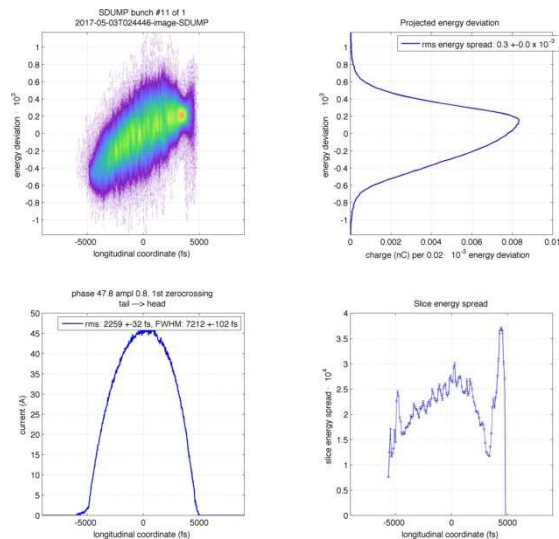 SDUMP bunch #11 of 1
2017-05-03T024446-image-SDUMP
energy deviation · 10³
1
0.8
0.6
0.4
0.2
0
-0.2
-0.4
-0.6
-0.8
-1
-5000 0 5000
longitudinal coordinate (fs)
Projected energy deviation
rms energy spread: 0.3 +-0.0 x 10⁻³
energy deviation · 10³
1
0.8
0.6
0.4
0.2
0
-0.2
-0.4
-0.6
-0.8
-1
0 0.002 0.004 0.006 0.008 0.01
charge (nC) per 0.02· 10⁻³ energy deviation
phase 47.8 ampl 0.8, 1st zerocrossing
tail ---> head
rms: 2259 +-32 fs, FWHM: 7212 +-102 fs
current (A)
50
45
40
35
30
25
20
15
10
5
0
-5000 0 5000
longitudinal coordinate (fs)
Slice energy spread
slice energy spread · 10⁴
4
3.5
3
2.5
2
1.5
1
0.5
0
-5000 0 5000
longitudinal coordinate (fs)